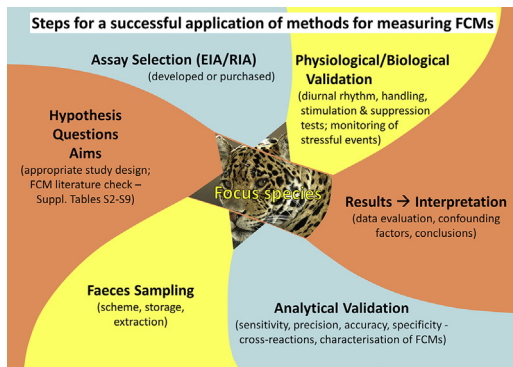 Steps for a successful application of methods for measuring FCMs
Assay Selection (EIA/RIA)
(developed or purchased)
Physiological/Biological
Validation
(diurnal rhythm, handling,
stimulation & suppression
tests; monitoring of
stressful events)
Hypothesis
Questions
Aims
(appropriate study design;
FCM literature check –
Suppl. Tables S2-S9)
Focus species
Results → Interpretation
(data evaluation, confounding
factors, conclusions)
Faeces Sampling
(scheme, storage,
extraction)
Analytical Validation
(sensitivity, precision, accuracy, specificity -
cross-reactions, characterisation of FCMs)